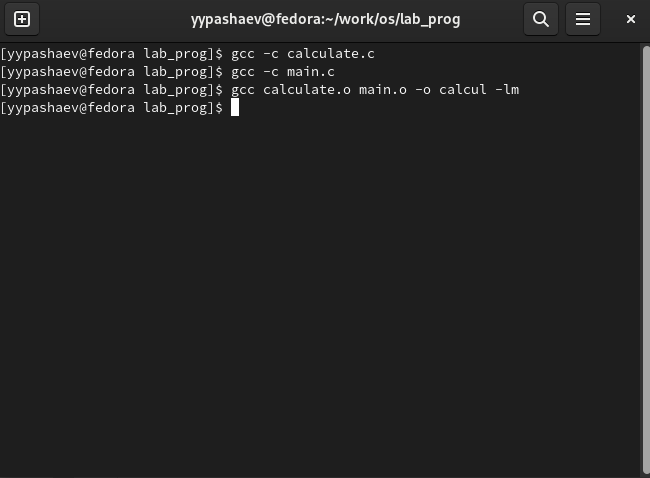 yypashaev@fedora:~/work/os/lab_prog
[yypashaev@fedora lab_prog]$ gcc -c calculate.c
[yypashaev@fedora lab_prog]$ gcc -c main.c
[yypashaev@fedora lab_prog]$ gcc calculate.o main.o -o calcul -lm
[yypashaev@fedora lab_prog]$